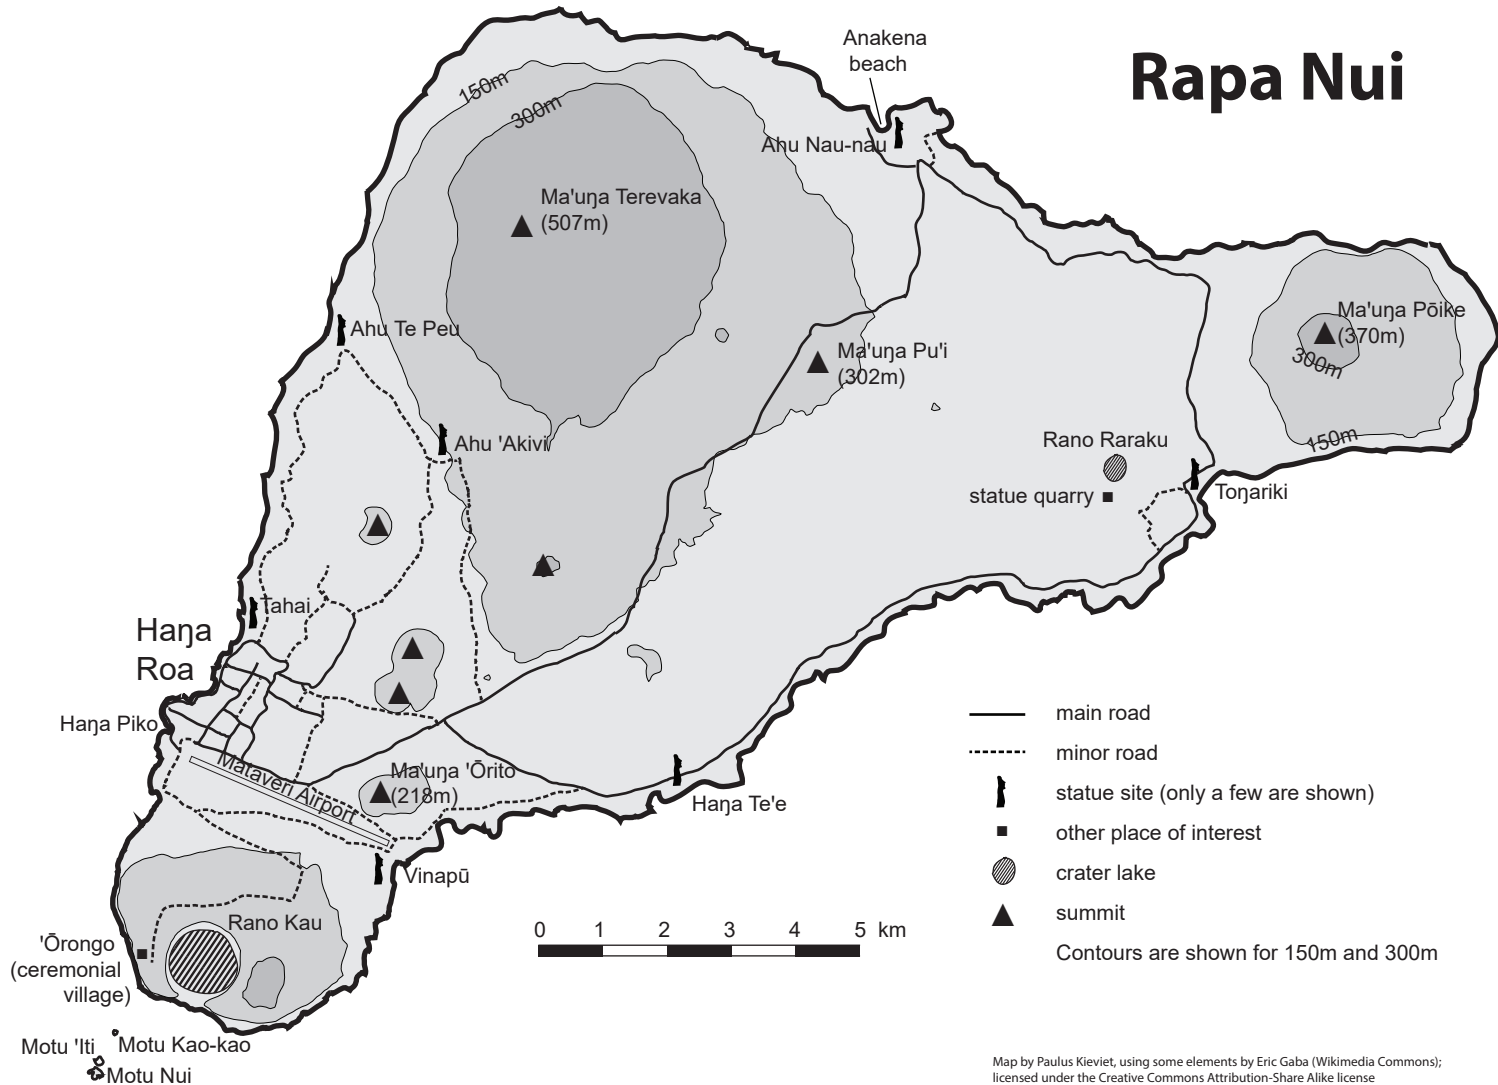 Rapa Nui
Anakena
beach
150m
300m
Ahu Nau-nau
Ma'uŋa Terevaka
(507m)
Ahu Te Peu
Ma'uŋa Pōike
(370m)
300m
150m
Ma'uŋa Pu'i
(302m)
Ahu 'Akivi
Rano Raraku
statue quarry
Toŋariki
Tahai
Haŋa
Roa
Haŋa Piko
Mataveri Airport
Ma'uŋa 'Ōrito
(218m)
Haŋa Te'e
Vinapū
Rano Kau
'Ōrongo
(ceremonial
village)
Motu 'Iti
Motu Kao-kao
Motu Nui
0 1 2 3 4 5 km
main road
minor road
statue site (only a few are shown)
other place of interest
crater lake
summit
Contours are shown for 150m and 300m
Map by Paulus Kieviet, using some elements by Eric Gaba (Wikimedia Commons);
licensed under the Creative Commons Attribution-Share Alike license